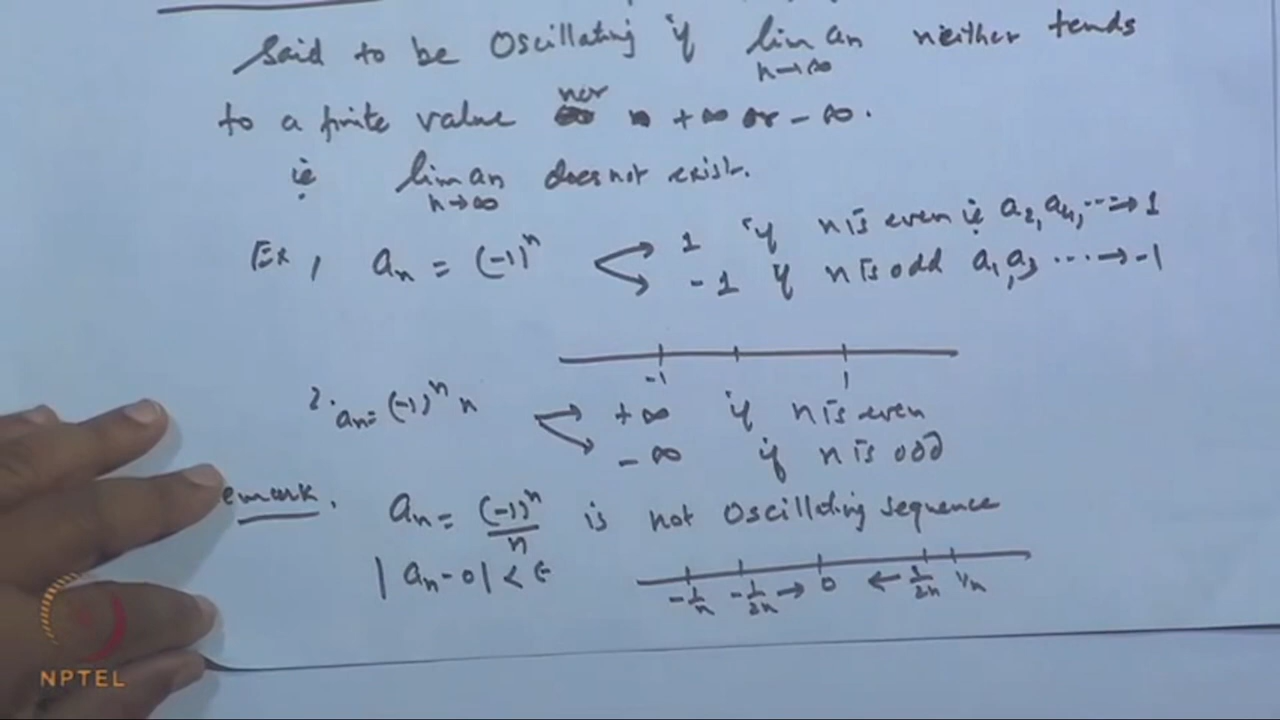 Said to be Oscillating if lim an neither tends
n→∞
to a finite value nor +∞ or -∞.
ie lim an does not exist.
n→∞
Ex, an = (-1)^n 1 if n is even ie a2, a4, ...→1
-1 if n is odd a1, a3 ...→ -1
-1 1
2. an = (-1)^n n +∞ if n is even
-∞ if n is odd
emark. an = (-1)^n/n is not Oscillating sequence
|an-0| < ε
-1/n -1/2n → 0 ← 1/2n 1/n
NPTEL